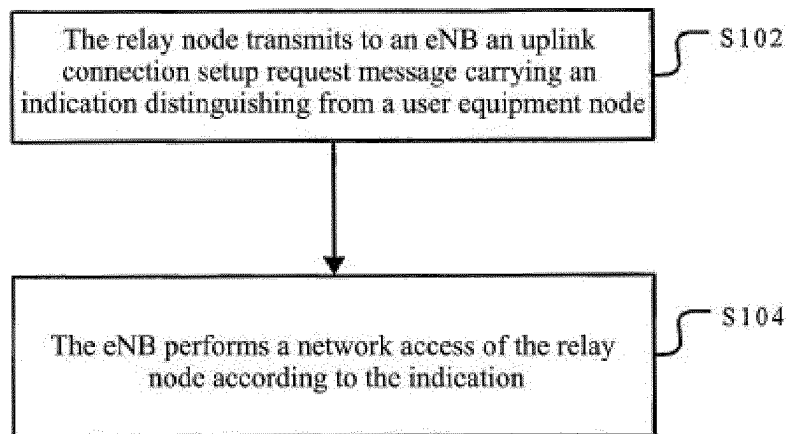 The relay node transmits to an eNB an uplink
connection setup request message carrying an
indication distinguishing from a user equipment node
S102
The eNB performs a network access of the relay
node according to the indication
S104